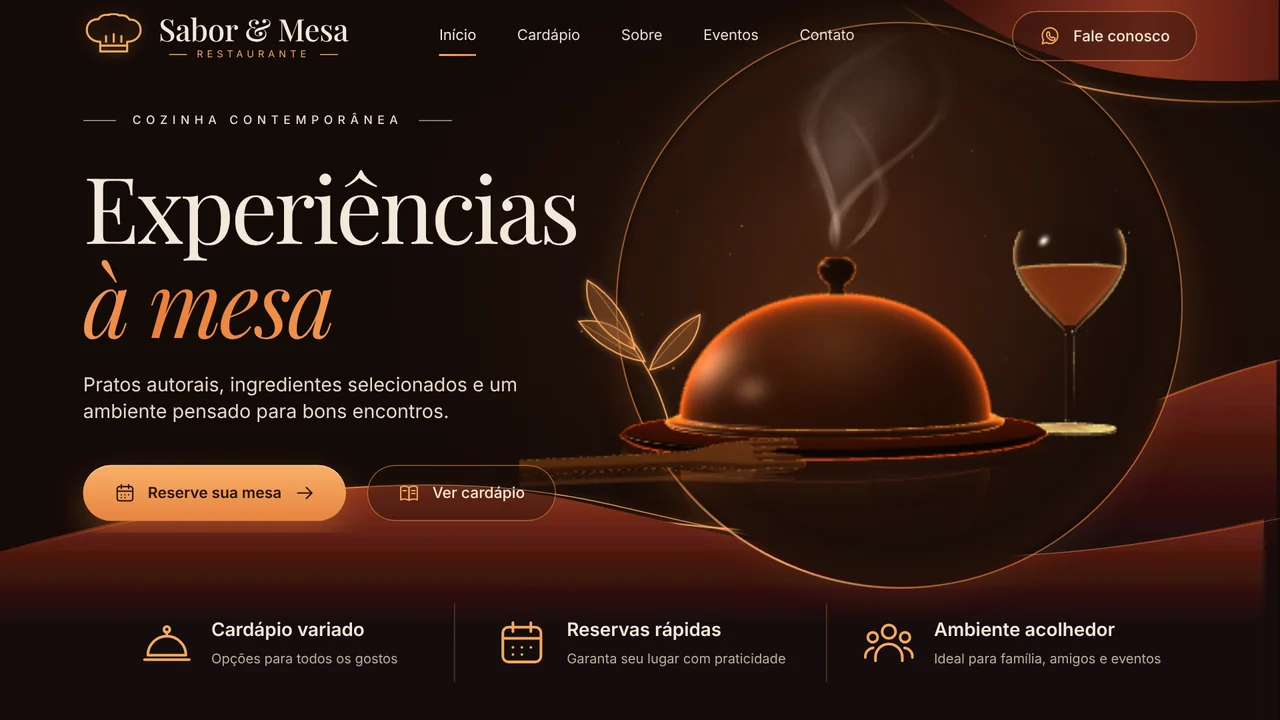 Sabor & Mesa
RESTAURANTE
Início
Cardápio
Sobre
Eventos
Contato
Fale conosco
COZINHA CONTEMPORÂNEA
Experiências
à mesa
Pratos autorais, ingredientes selecionados e um
ambiente pensado para bons encontros.
Reserve sua mesa
Ver cardápio
Cardápio variado
Opções para todos os gostos
Reservas rápidas
Garanta seu lugar com praticidade
Ambiente acolhedor
Ideal para família, amigos e eventos